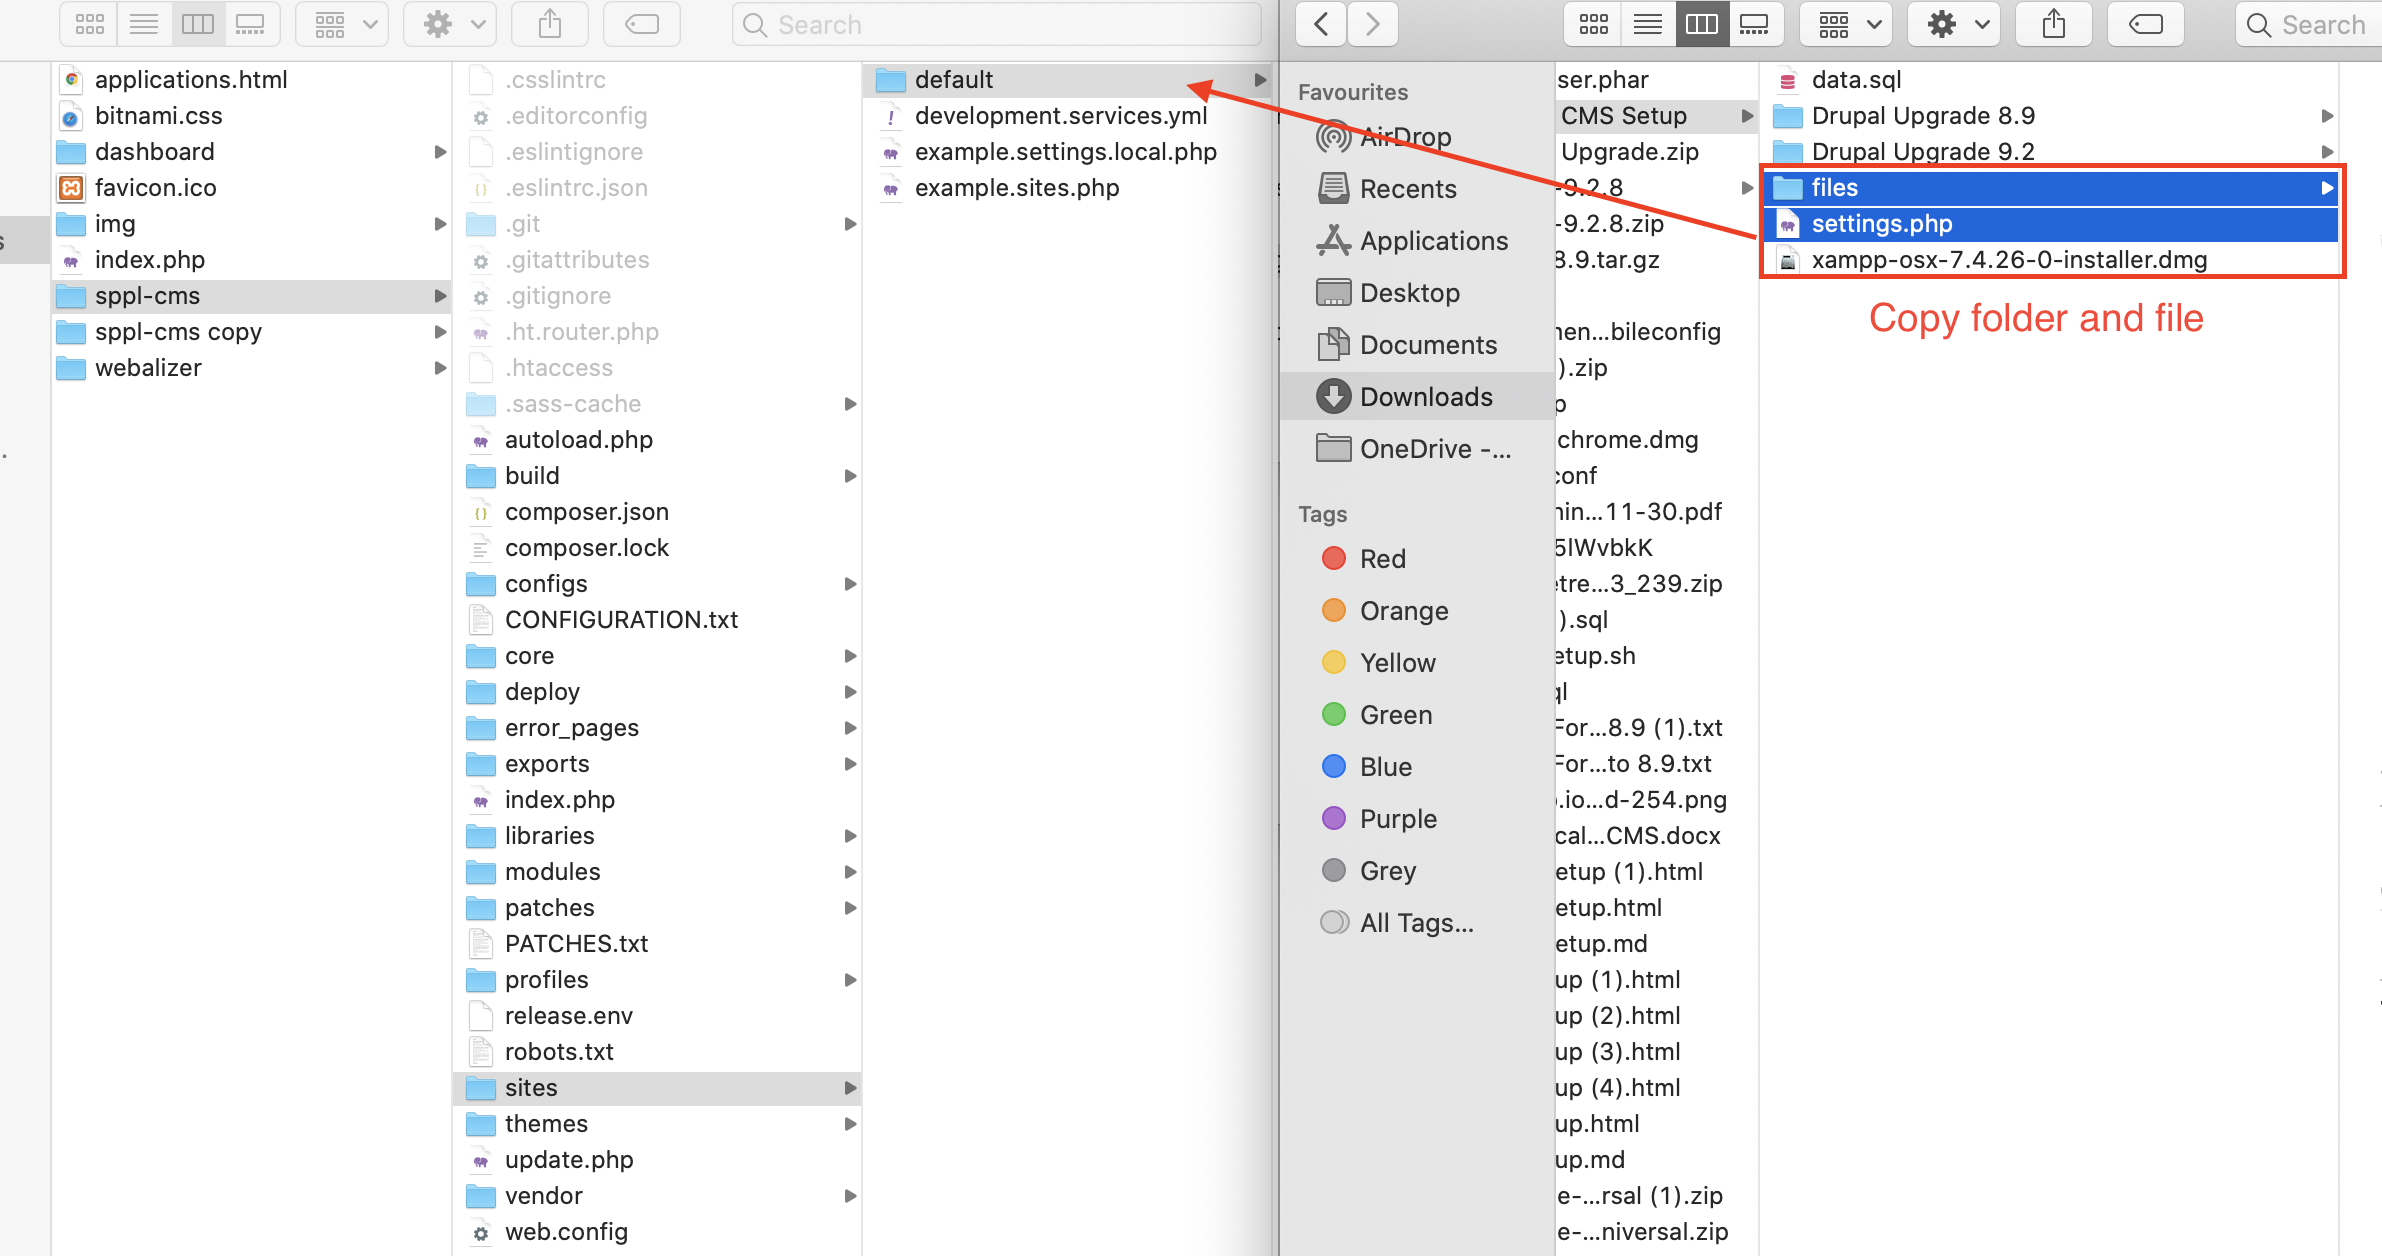 Search
applications.html
bitnami.css
dashboard
favicon.ico
img
index.php
sppl-cms
sppl-cms copy
webalizer
.csslintrc
.editorconfig
.eslintignore
.eslintrc.json
.git
.gitattributes
.gitignore
.ht.router.php
.htaccess
.sass-cache
autoload.php
build
composer.json
composer.lock
configs
CONFIGURATION.txt
core
deploy
error_pages
exports
index.php
libraries
modules
patches
PATCHES.txt
profiles
release.env
robots.txt
sites
themes
update.php
vendor
web.config
default
development.services.yml
example.settings.local.php
example.sites.php
Search
Favourites
AirDrop
Recents
Applications
Desktop
Documents
Downloads
OneDrive -...
Tags
Red
Orange
Yellow
Green
Blue
Purple
Grey
All Tags...
ser.phar
CMS Setup
Upgrade.zip
-9.2.8
-9.2.8.zip
8.9.tar.gz
nen...bileconfig
).zip
p
chrome.dmg
conf
nin...11-30.pdf
5lWvbkK
etre...3_239.zip
).sql
etup.sh
ql
For...8.9 (1).txt
For...to 8.9.txt
.io...d-254.png
cal...CMS.docx
etup (1).html
etup.html
etup.md
up (1).html
up (2).html
up (3).html
up (4).html
up.html
up.md
e-...rsal (1).zip
e-...niversal.zip
data.sql
Drupal Upgrade 8.9
Drupal Upgrade 9.2
files
settings.php
xampp-osx-7.4.26-0-installer.dmg
Copy folder and file